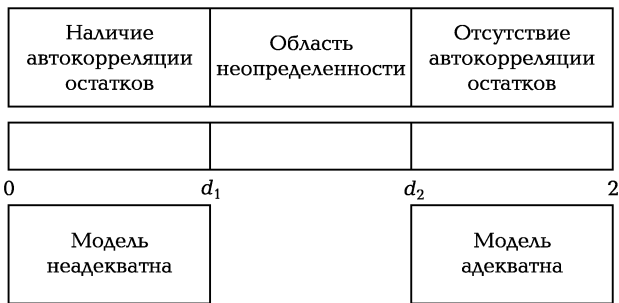 Наличие
автокорреляции
остатков
Область
неопределенности
Отсутствие
автокорреляции
остатков
0 d₁ d₂ 2
Модель
неадекватна
Модель
адекватна